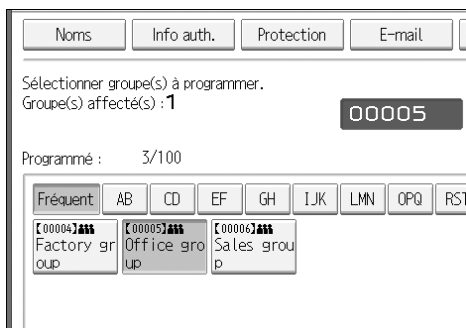 Noms Info auth. Protection E-mail
Sélectionner groupe(s) à programmer.
Groupe(s) affecté(s) :1
00005
Programmé : 3/100
Fréquent AB CD EF GH IJK LMN OPQ RST
【00004】 【00005】 【00006】
Factory gr Office gro Sales grou
oup up p